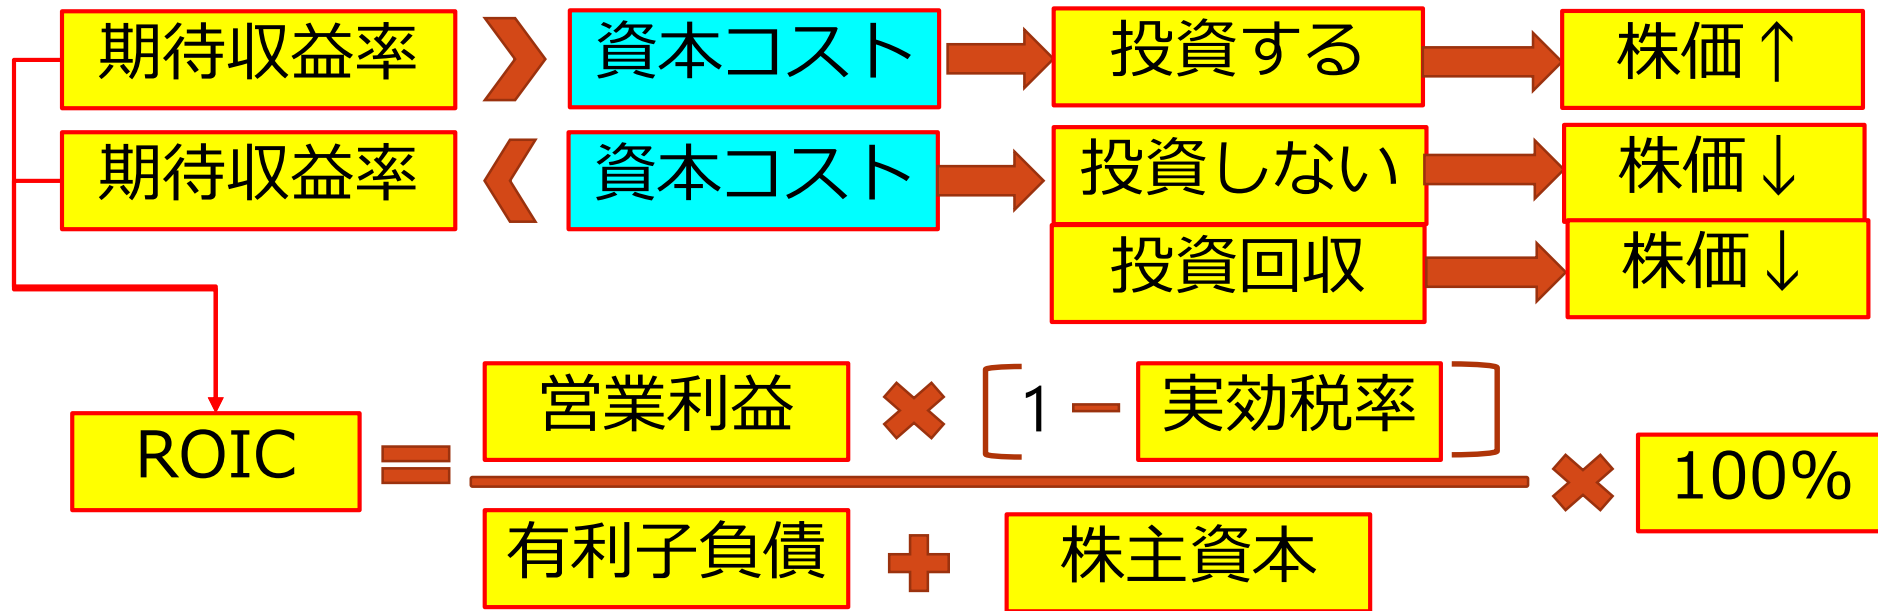 期待収益率 資本コスト 投資する 株価↑
期待収益率 資本コスト 投資しない 株価↓
投資回収 株価↓
営業利益 × [1 − 実効税率]
ROIC = × 100%
有利子負債 + 株主資本